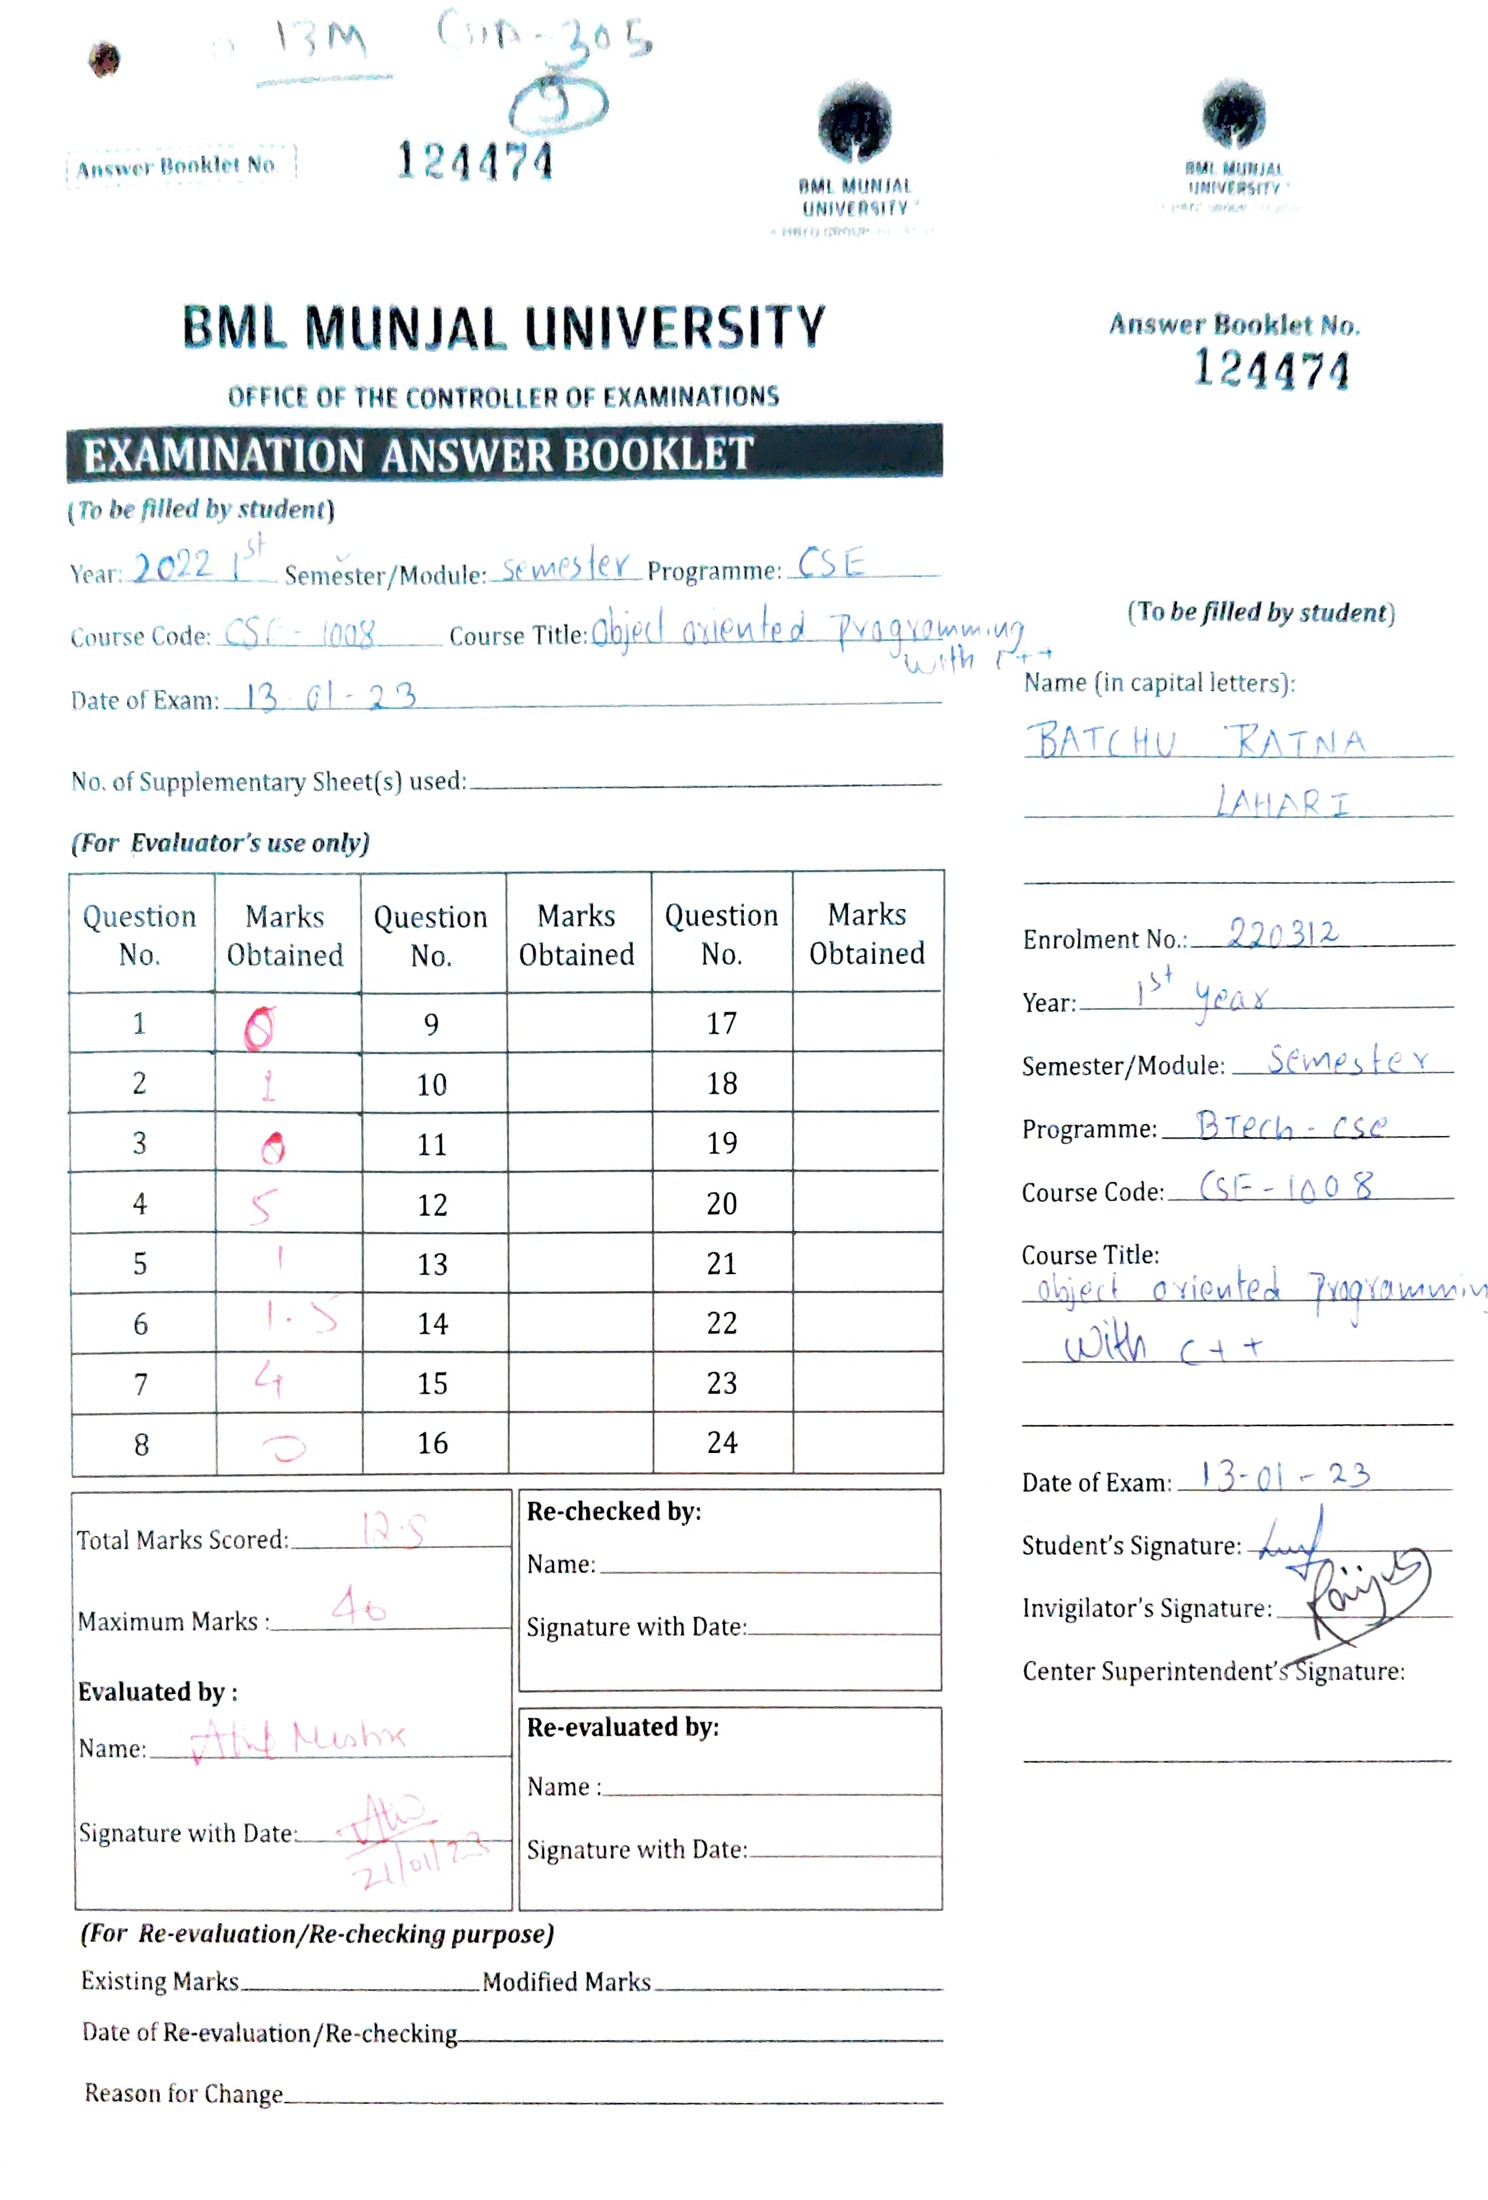 13M
305
9
Answer Booklet No.
124474
BML MUNJAL
UNIVERSITY
BML MUNJAL
UNIVERSITY
BML MUNJAL UNIVERSITY
OFFICE OF THE CONTROLLER OF EXAMINATIONS
EXAMINATION ANSWER BOOKLET
(To be filled by student)
Year: 2022 1st Semester/Module: Semester Programme: CSE
Course Code: CSE-1008 Course Title: Object oriented Programming
with C++
Date of Exam: 13-01-23
No. of Supplementary Sheet(s) used:
(For Evaluator's use only)
Question No. Marks Obtained Question No. Marks Obtained Question No. Marks Obtained
1 0 9 17
2 1 10 18
3 0 11 19
4 5 12 20
5 1 13 21
6 1.5 14 22
7 4 15 23
8 0 16 24
Total Marks Scored: 12.5
Maximum Marks : 40
Evaluated by :
Name:
Signature with Date: 21/01/23
Re-checked by:
Name:
Signature with Date:
Re-evaluated by:
Name :
Signature with Date:
(For Re-evaluation/Re-checking purpose)
Existing Marks Modified Marks
Date of Re-evaluation/Re-checking
Reason for Change
Answer Booklet No.
124474
(To be filled by student)
Name (in capital letters):
BATCHU RATNA
LAHARI
Enrolment No.: 220312
Year: 1st year
Semester/Module: Semester
Programme: BTech-cse
Course Code: CSE-1008
Course Title:
object oriented Programming
with C++
Date of Exam: 13-01-23
Student's Signature:
Invigilator's Signature:
Center Superintendent's Signature: